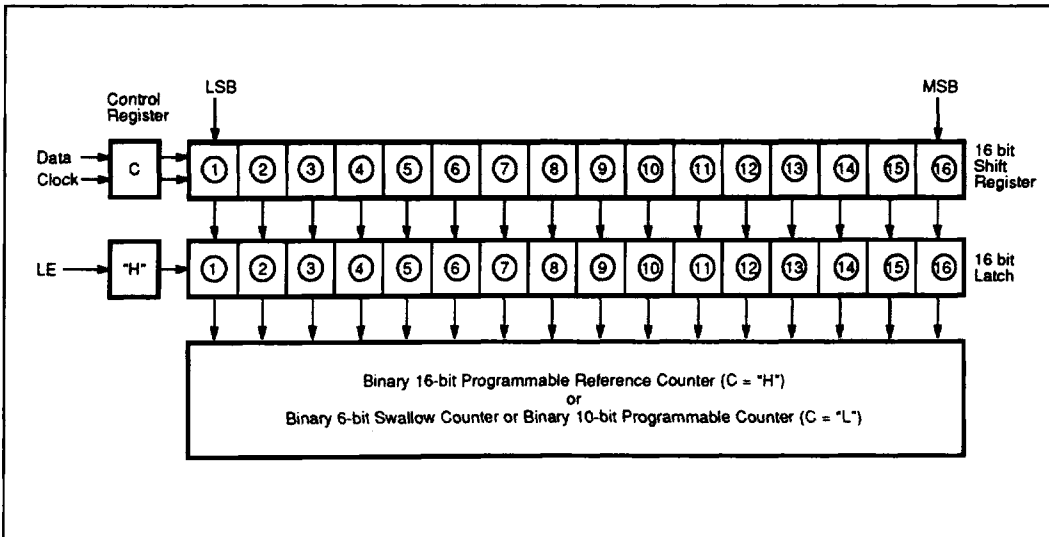 LSB
MSB
Control
Register
Data
Clock
C
① ② ③ ④ ⑤ ⑥ ⑦ ⑧ ⑨ ⑩ ⑪ ⑫ ⑬ ⑭ ⑮ ⑯
16 bit
Shift
Register
LE
"H"
① ② ③ ④ ⑤ ⑥ ⑦ ⑧ ⑨ ⑩ ⑪ ⑫ ⑬ ⑭ ⑮ ⑯
16 bit
Latch
Binary 16-bit Programmable Reference Counter (C = "H")
or
Binary 6-bit Swallow Counter or Binary 10-bit Programmable Counter (C = "L")